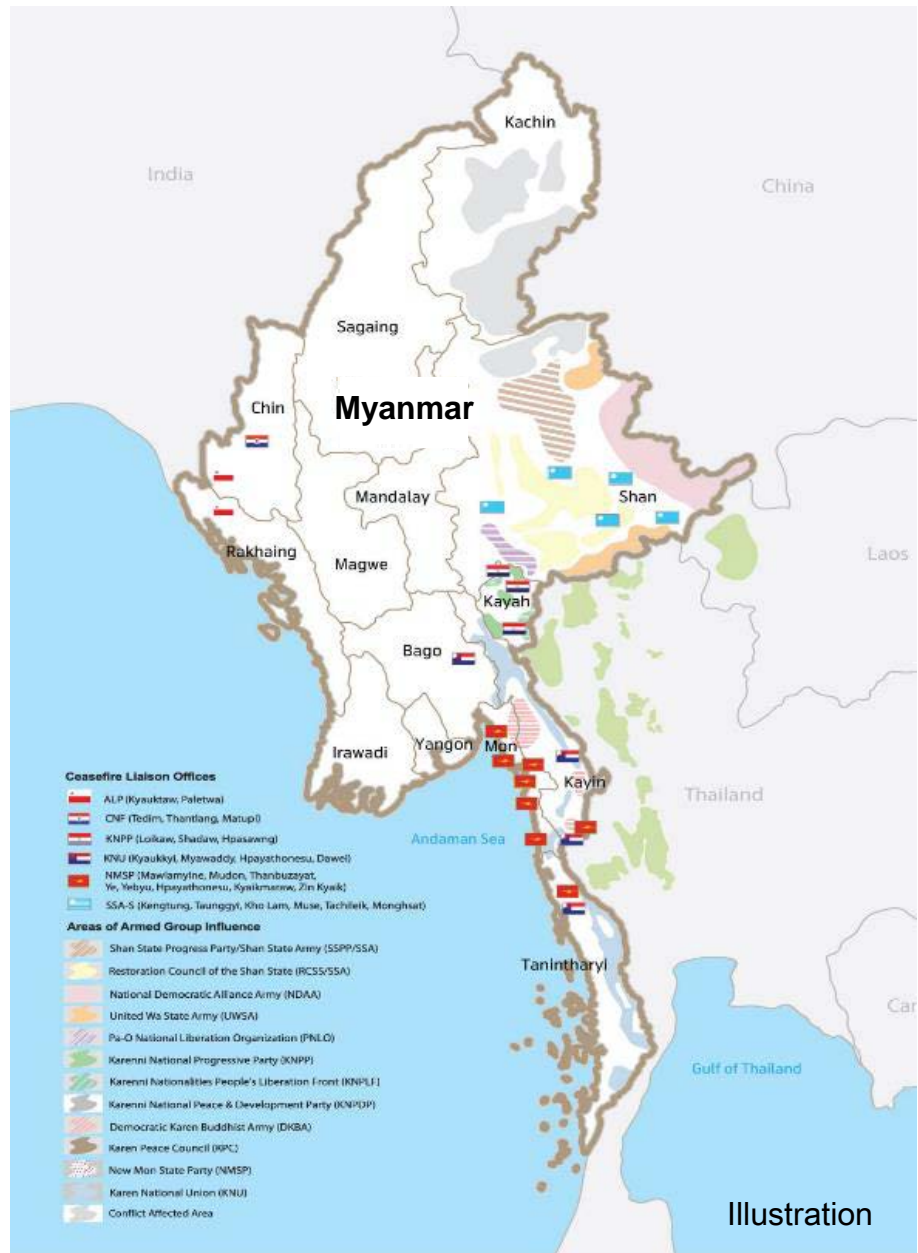 Kachin
India
China
Sagaing
Chin
Myanmar
Mandalay
Shan
Rakhaing
Magwe
Laos
Kayah
Bago
Irawadi
Yangon
Mon
Kayin
Thailand
Andaman Sea
Tanintharyi
Gulf of Thailand
Car
Ceasefire Liaison Offices
ALP (Kyauktaw, Paletwa)
CNF (Tedim, Thantlang, Matupi)
KNPP (Loikaw, Shadaw, Hpasawng)
KNU (Kyaukkyi, Myawaddy, Hpayathonesu, Dawei)
NMSP (Mawlamyine, Mudon, Thanbuzayat,
Ye, Yebyu, Hpayathonesu, Kyaikmaraw, Zin Kyaik)
SSA-S (Kengtung, Taunggyi, Kho Lam, Muse, Tachileik, Monghsat)
Areas of Armed Group Influence
Shan State Progress Party/Shan State Army (SSPP/SSA)
Restoration Council of the Shan State (RCSS/SSA)
National Democratic Alliance Army (NDAA)
United Wa State Army (UWSA)
Pa-O National Liberation Organization (PNLO)
Karenni National Progressive Party (KNPP)
Karenni Nationalities People's Liberation Front (KNPLF)
Karenni National Peace & Development Party (KNPDP)
Democratic Karen Buddhist Army (DKBA)
Karen Peace Council (KPC)
New Mon State Party (NMSP)
Karen National Union (KNU)
Conflict Affected Area
Illustration